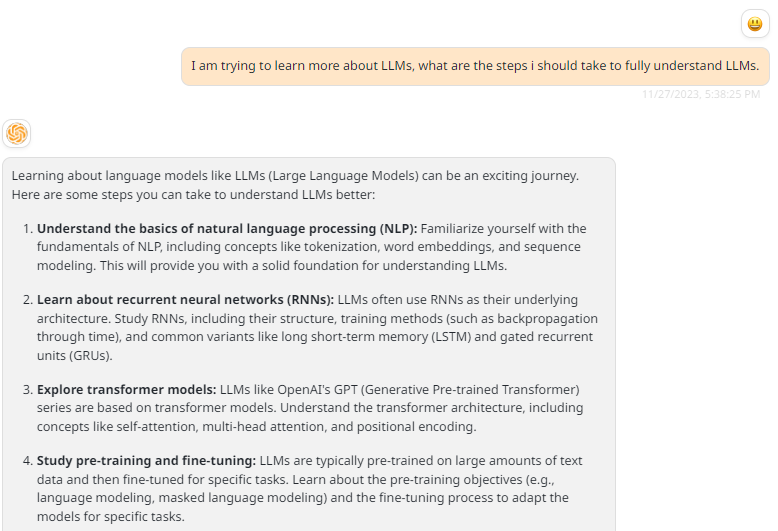 I am trying to learn more about LLMs, what are the steps i should take to fully understand LLMs.
11/27/2023, 5:38:25 PM
Learning about language models like LLMs (Large Language Models) can be an exciting journey.
Here are some steps you can take to understand LLMs better:
1. Understand the basics of natural language processing (NLP): Familiarize yourself with the
fundamentals of NLP, including concepts like tokenization, word embeddings, and sequence
modeling. This will provide you with a solid foundation for understanding LLMs.
2. Learn about recurrent neural networks (RNNs): LLMs often use RNNs as their underlying
architecture. Study RNNs, including their structure, training methods (such as backpropagation
through time), and common variants like long short-term memory (LSTM) and gated recurrent
units (GRUs).
3. Explore transformer models: LLMs like OpenAI's GPT (Generative Pre-trained Transformer)
series are based on transformer models. Understand the transformer architecture, including
concepts like self-attention, multi-head attention, and positional encoding.
4. Study pre-training and fine-tuning: LLMs are typically pre-trained on large amounts of text
data and then fine-tuned for specific tasks. Learn about the pre-training objectives (e.g.,
language modeling, masked language modeling) and the fine-tuning process to adapt the
models for specific tasks.